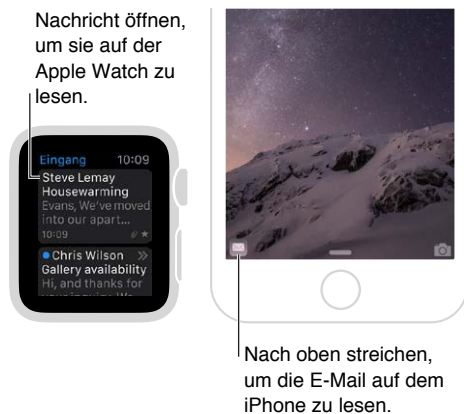 Nachricht öffnen,
um sie auf der
Apple Watch zu
lesen.
Eingang 10:09
Steve Lemay
Housewarming
Evans, We've moved
into our apart...
10:09
Chris Wilson
Gallery availability
Hi, and thanks for
Nach oben streichen,
um die E-Mail auf dem
iPhone zu lesen.